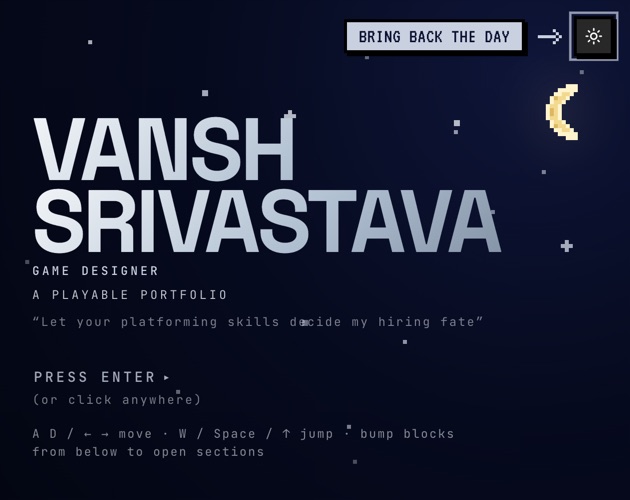 BRING BACK THE DAY
VANSH
SRIVASTAVA
GAME DESIGNER
A PLAYABLE PORTFOLIO
“Let your platforming skills decide my hiring fate”
PRESS ENTER ▸
(or click anywhere)
A D / ← → move · W / Space / ↑ jump · bump blocks
from below to open sections